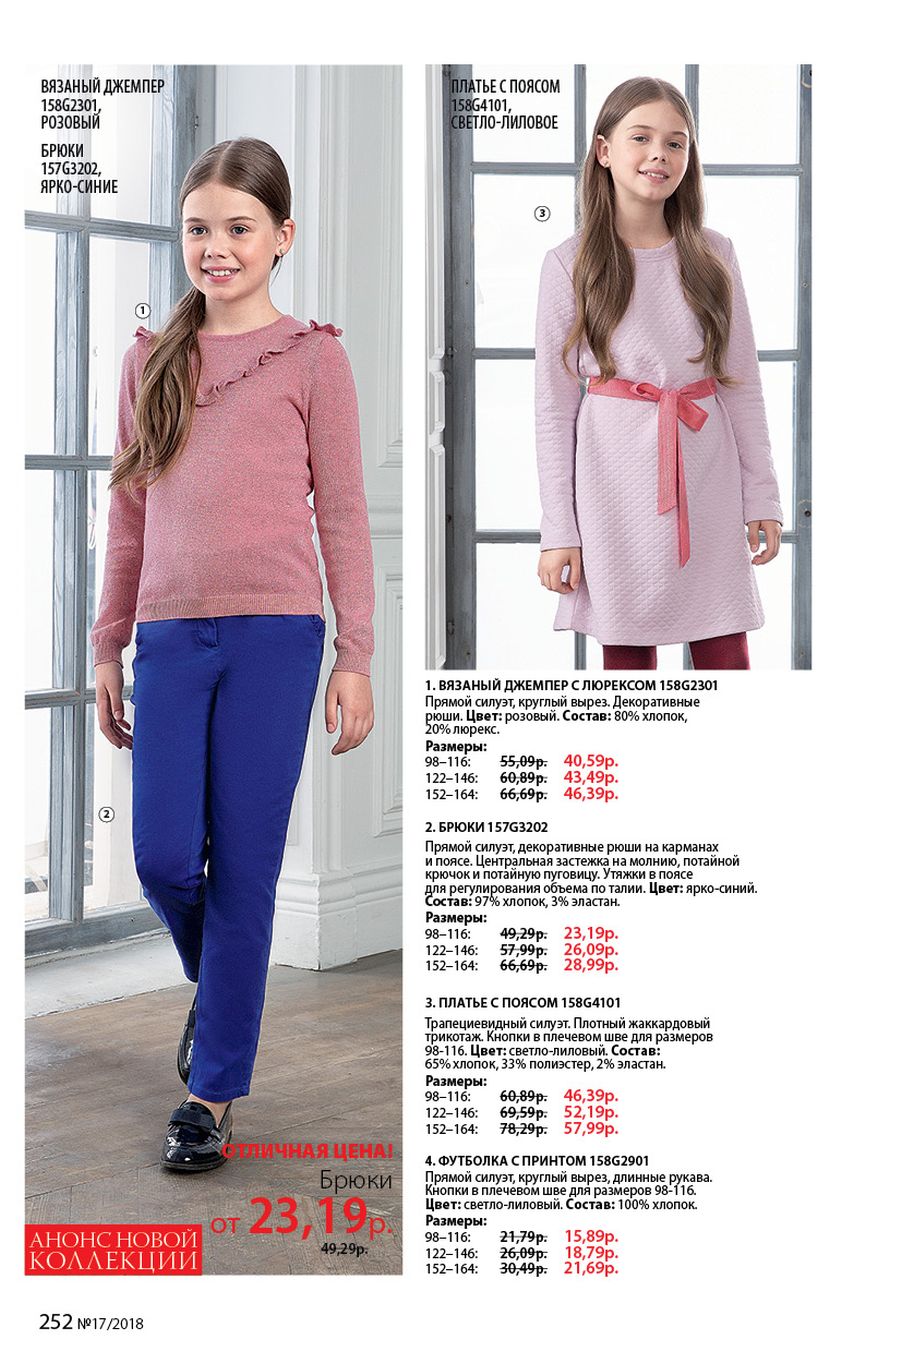 ВЯЗАНЫЙ ДЖЕМПЕР
158G2301,
РОЗОВЫЙ
БРЮКИ
157G3202,
ЯРКО-СИНИЕ
1
2
ОТЛИЧНАЯ ЦЕНА!
Брюки
от 23,19р.
49,29р.
АНОНС НОВОЙ
КОЛЛЕКЦИИ
ПЛАТЬЕ С ПОЯСОМ
158G4101,
СВЕТЛО-ЛИЛОВОЕ
3
1. ВЯЗАНЫЙ ДЖЕМПЕР С ЛЮРЕКСОМ 158G2301
Прямой силуэт, круглый вырез. Декоративные
рюши. Цвет: розовый. Состав: 80% хлопок,
20% люрекс.
Размеры:
98–116: 55,09р. 40,59р.
122–146: 60,89р. 43,49р.
152–164: 66,69р. 46,39р.
2. БРЮКИ 157G3202
Прямой силуэт, декоративные рюши на карманах
и поясе. Центральная застежка на молнию, потайной
крючок и потайную пуговицу. Утяжки в поясе
для регулирования объема по талии. Цвет: ярко-синий.
Состав: 97% хлопок, 3% эластан.
Размеры:
98–116: 49,29р. 23,19р.
122–146: 57,99р. 26,09р.
152–164: 66,69р. 28,99р.
3. ПЛАТЬЕ С ПОЯСОМ 158G4101
Трапециевидный силуэт. Плотный жаккардовый
трикотаж. Кнопки в плечевом шве для размеров
98-116. Цвет: светло-лиловый. Состав:
65% хлопок, 33% полиэстер, 2% эластан.
Размеры:
98–116: 60,89р. 46,39р.
122–146: 69,59р. 52,19р.
152–164: 78,29р. 57,99р.
4. ФУТБОЛКА С ПРИНТОМ 158G2901
Прямой силуэт, круглый вырез, длинные рукава.
Кнопки в плечевом шве для размеров 98-116.
Цвет: светло-лиловый. Состав: 100% хлопок.
Размеры:
98–116: 21,79р. 15,89р.
122–146: 26,09р. 18,79р.
152–164: 30,49р. 21,69р.
252 №17/2018